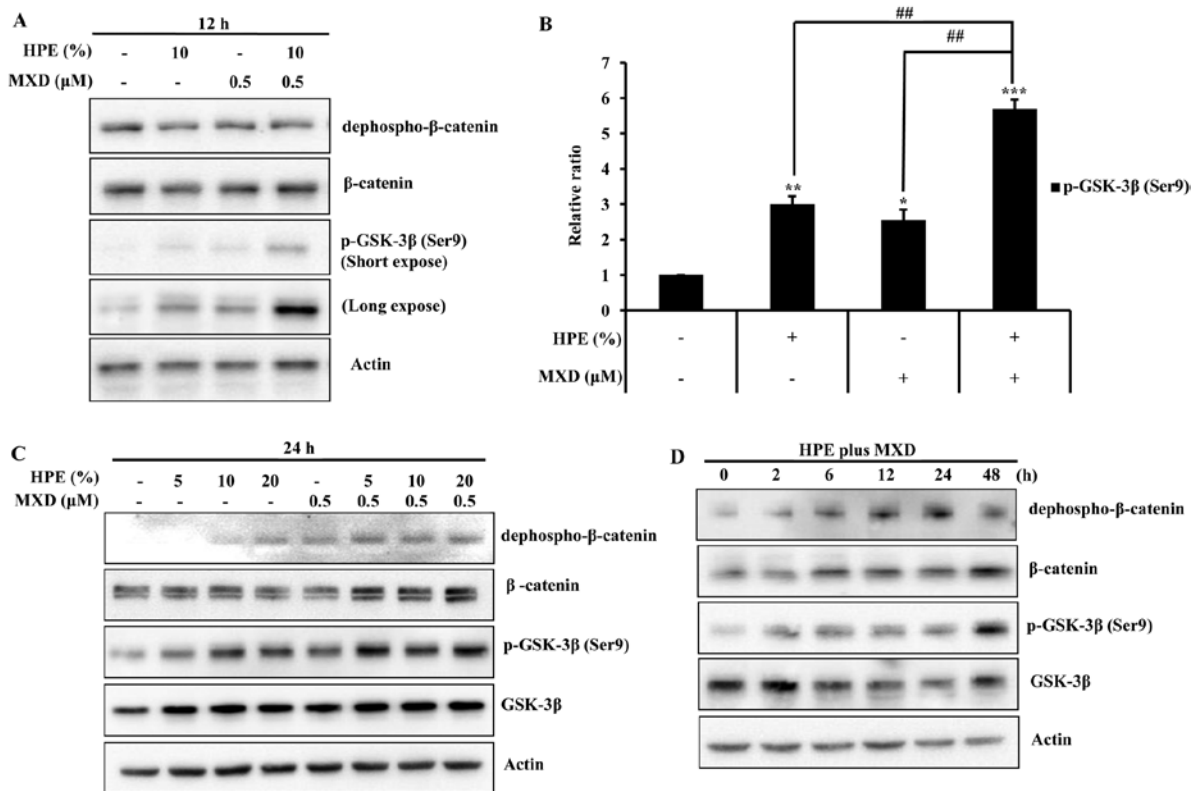 A
12 h
HPE (%) - 10 - 10
MXD (μM) - - 0.5 0.5
dephospho-β-catenin
β-catenin
p-GSK-3β (Ser9)
(Short expose)
(Long expose)
Actin
B
##
##
7
6
5
4
3
2
1
0
Relative ratio
**
*
***
p-GSK-3β (Ser9)
HPE (%) - + - +
MXD (μM) - - + +
C
24 h
HPE (%) - 5 10 20 - 5 10 20
MXD (μM) - - - - 0.5 0.5 0.5 0.5
dephospho-β-catenin
β -catenin
p-GSK-3β (Ser9)
GSK-3β
Actin
D
HPE plus MXD
0 2 6 12 24 48 (h)
dephospho-β-catenin
β-catenin
p-GSK-3β (Ser9)
GSK-3β
Actin